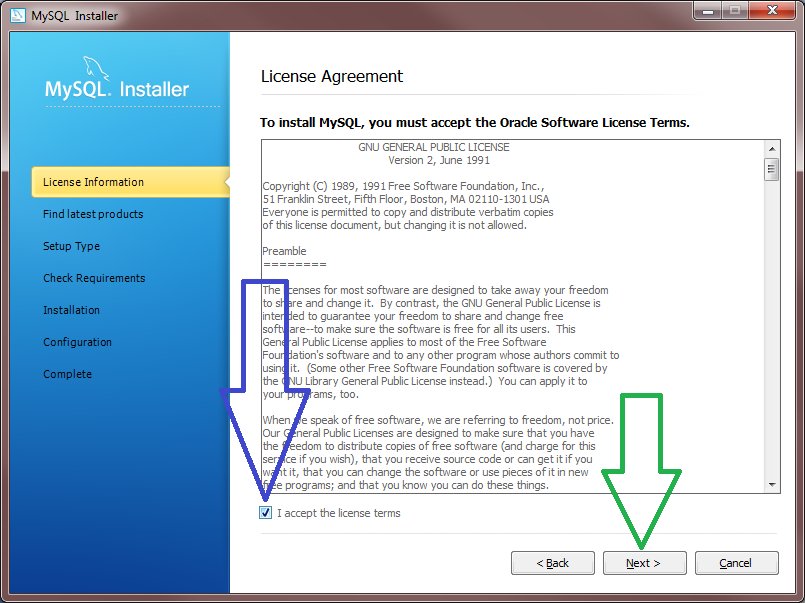 MySQL Installer
MySQL. Installer
License Information
Find latest products
Setup Type
Check Requirements
Installation
Configuration
Complete
License Agreement
To install MySQL, you must accept the Oracle Software License Terms.
GNU GENERAL PUBLIC LICENSE
Version 2, June 1991
Copyright (C) 1989, 1991 Free Software Foundation, Inc.,
51 Franklin Street, Fifth Floor, Boston, MA 02110-1301 USA
Everyone is permitted to copy and distribute verbatim copies
of this license document, but changing it is not allowed.
Preamble
========
The licenses for most software are designed to take away your freedom
to share and change it.  By contrast, the GNU General Public License is
intended to guarantee your freedom to share and change free
software--to make sure the software is free for all its users.  This
General Public License applies to most of the Free Software
Foundation's software and to any other program whose authors commit to
using it.  (Some other Free Software Foundation software is covered by
the GNU Library General Public License instead.)  You can apply it to
your programs, too.
When we speak of free software, we are referring to freedom, not price.
Our General Public Licenses are designed to make sure that you have
the freedom to distribute copies of free software (and charge for this
service if you wish), that you receive source code or can get it if you
want it, that you can change the software or use pieces of it in new
free programs; and that you know you can do these things.
I accept the license terms
< Back
Next >
Cancel